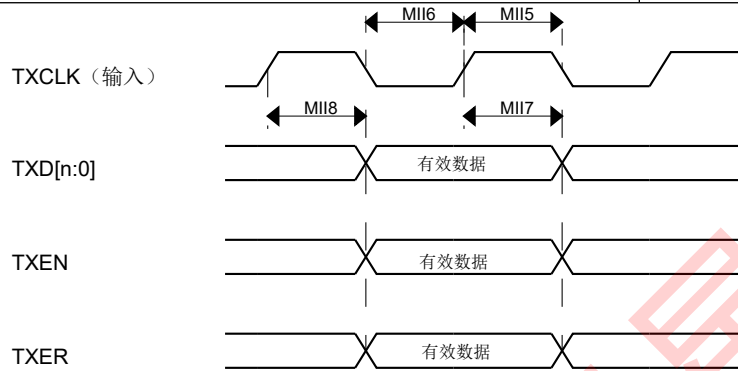 MII6 MII5
TXCLK（输入）
MII8 MII7
TXD[n:0] 有效数据
TXEN 有效数据
TXER 有效数据